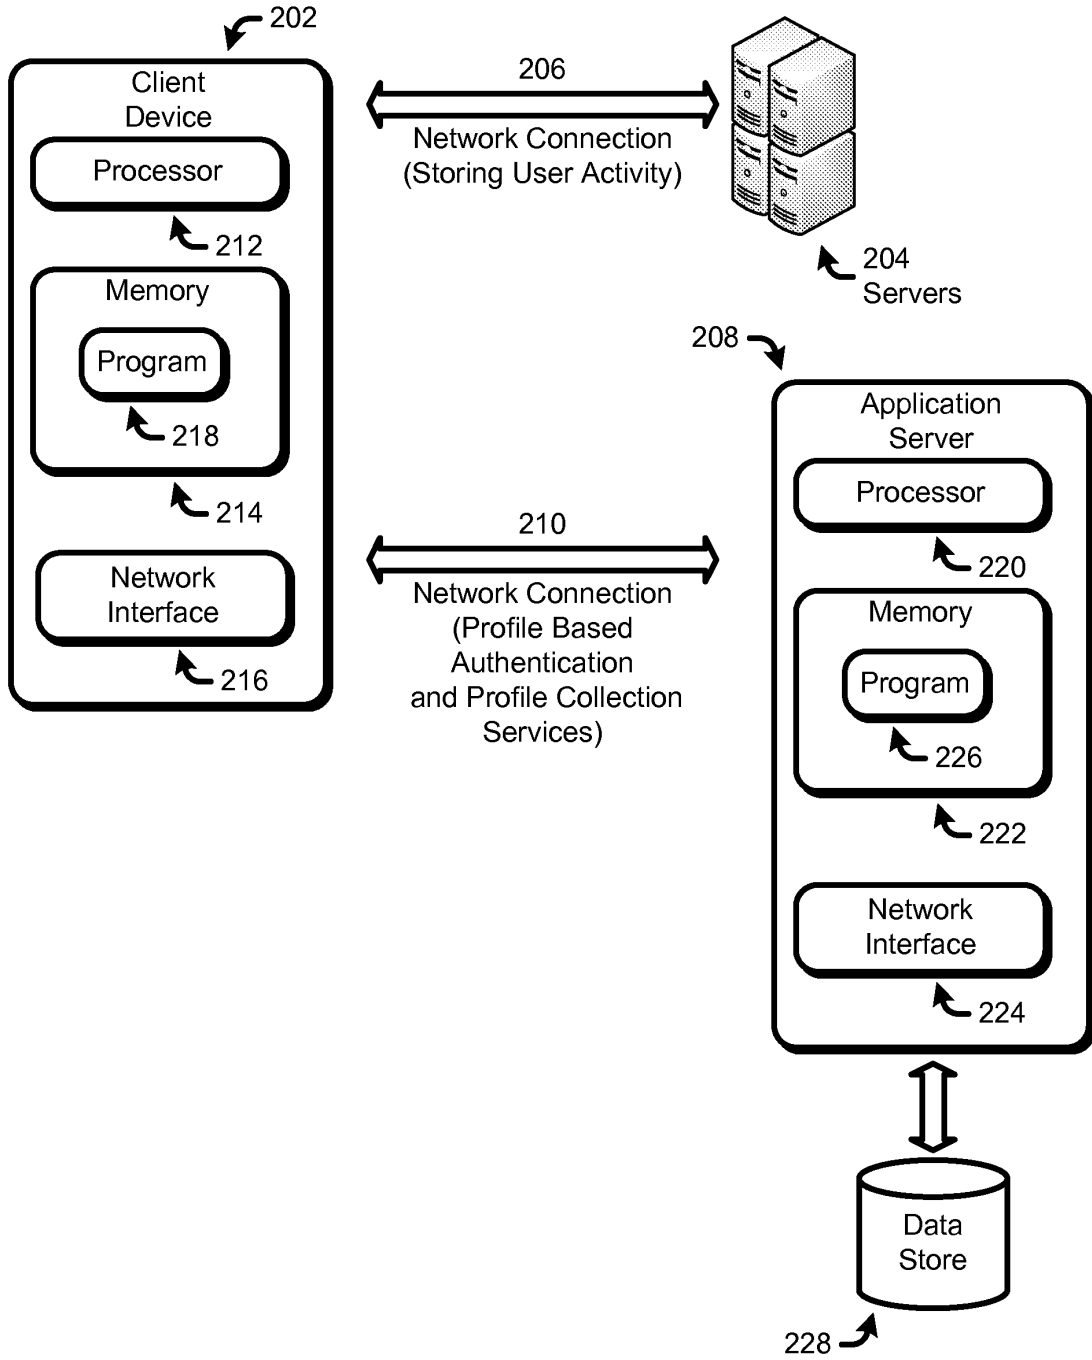 202
Client
Device
Processor
212
Memory
Program
218
214
Network
Interface
216
206
Network Connection
(Storing User Activity)
204
Servers
210
Network Connection
(Profile Based
Authentication
and Profile Collection
Services)
208
Application
Server
Processor
220
Memory
Program
226
222
Network
Interface
224
Data
Store
228